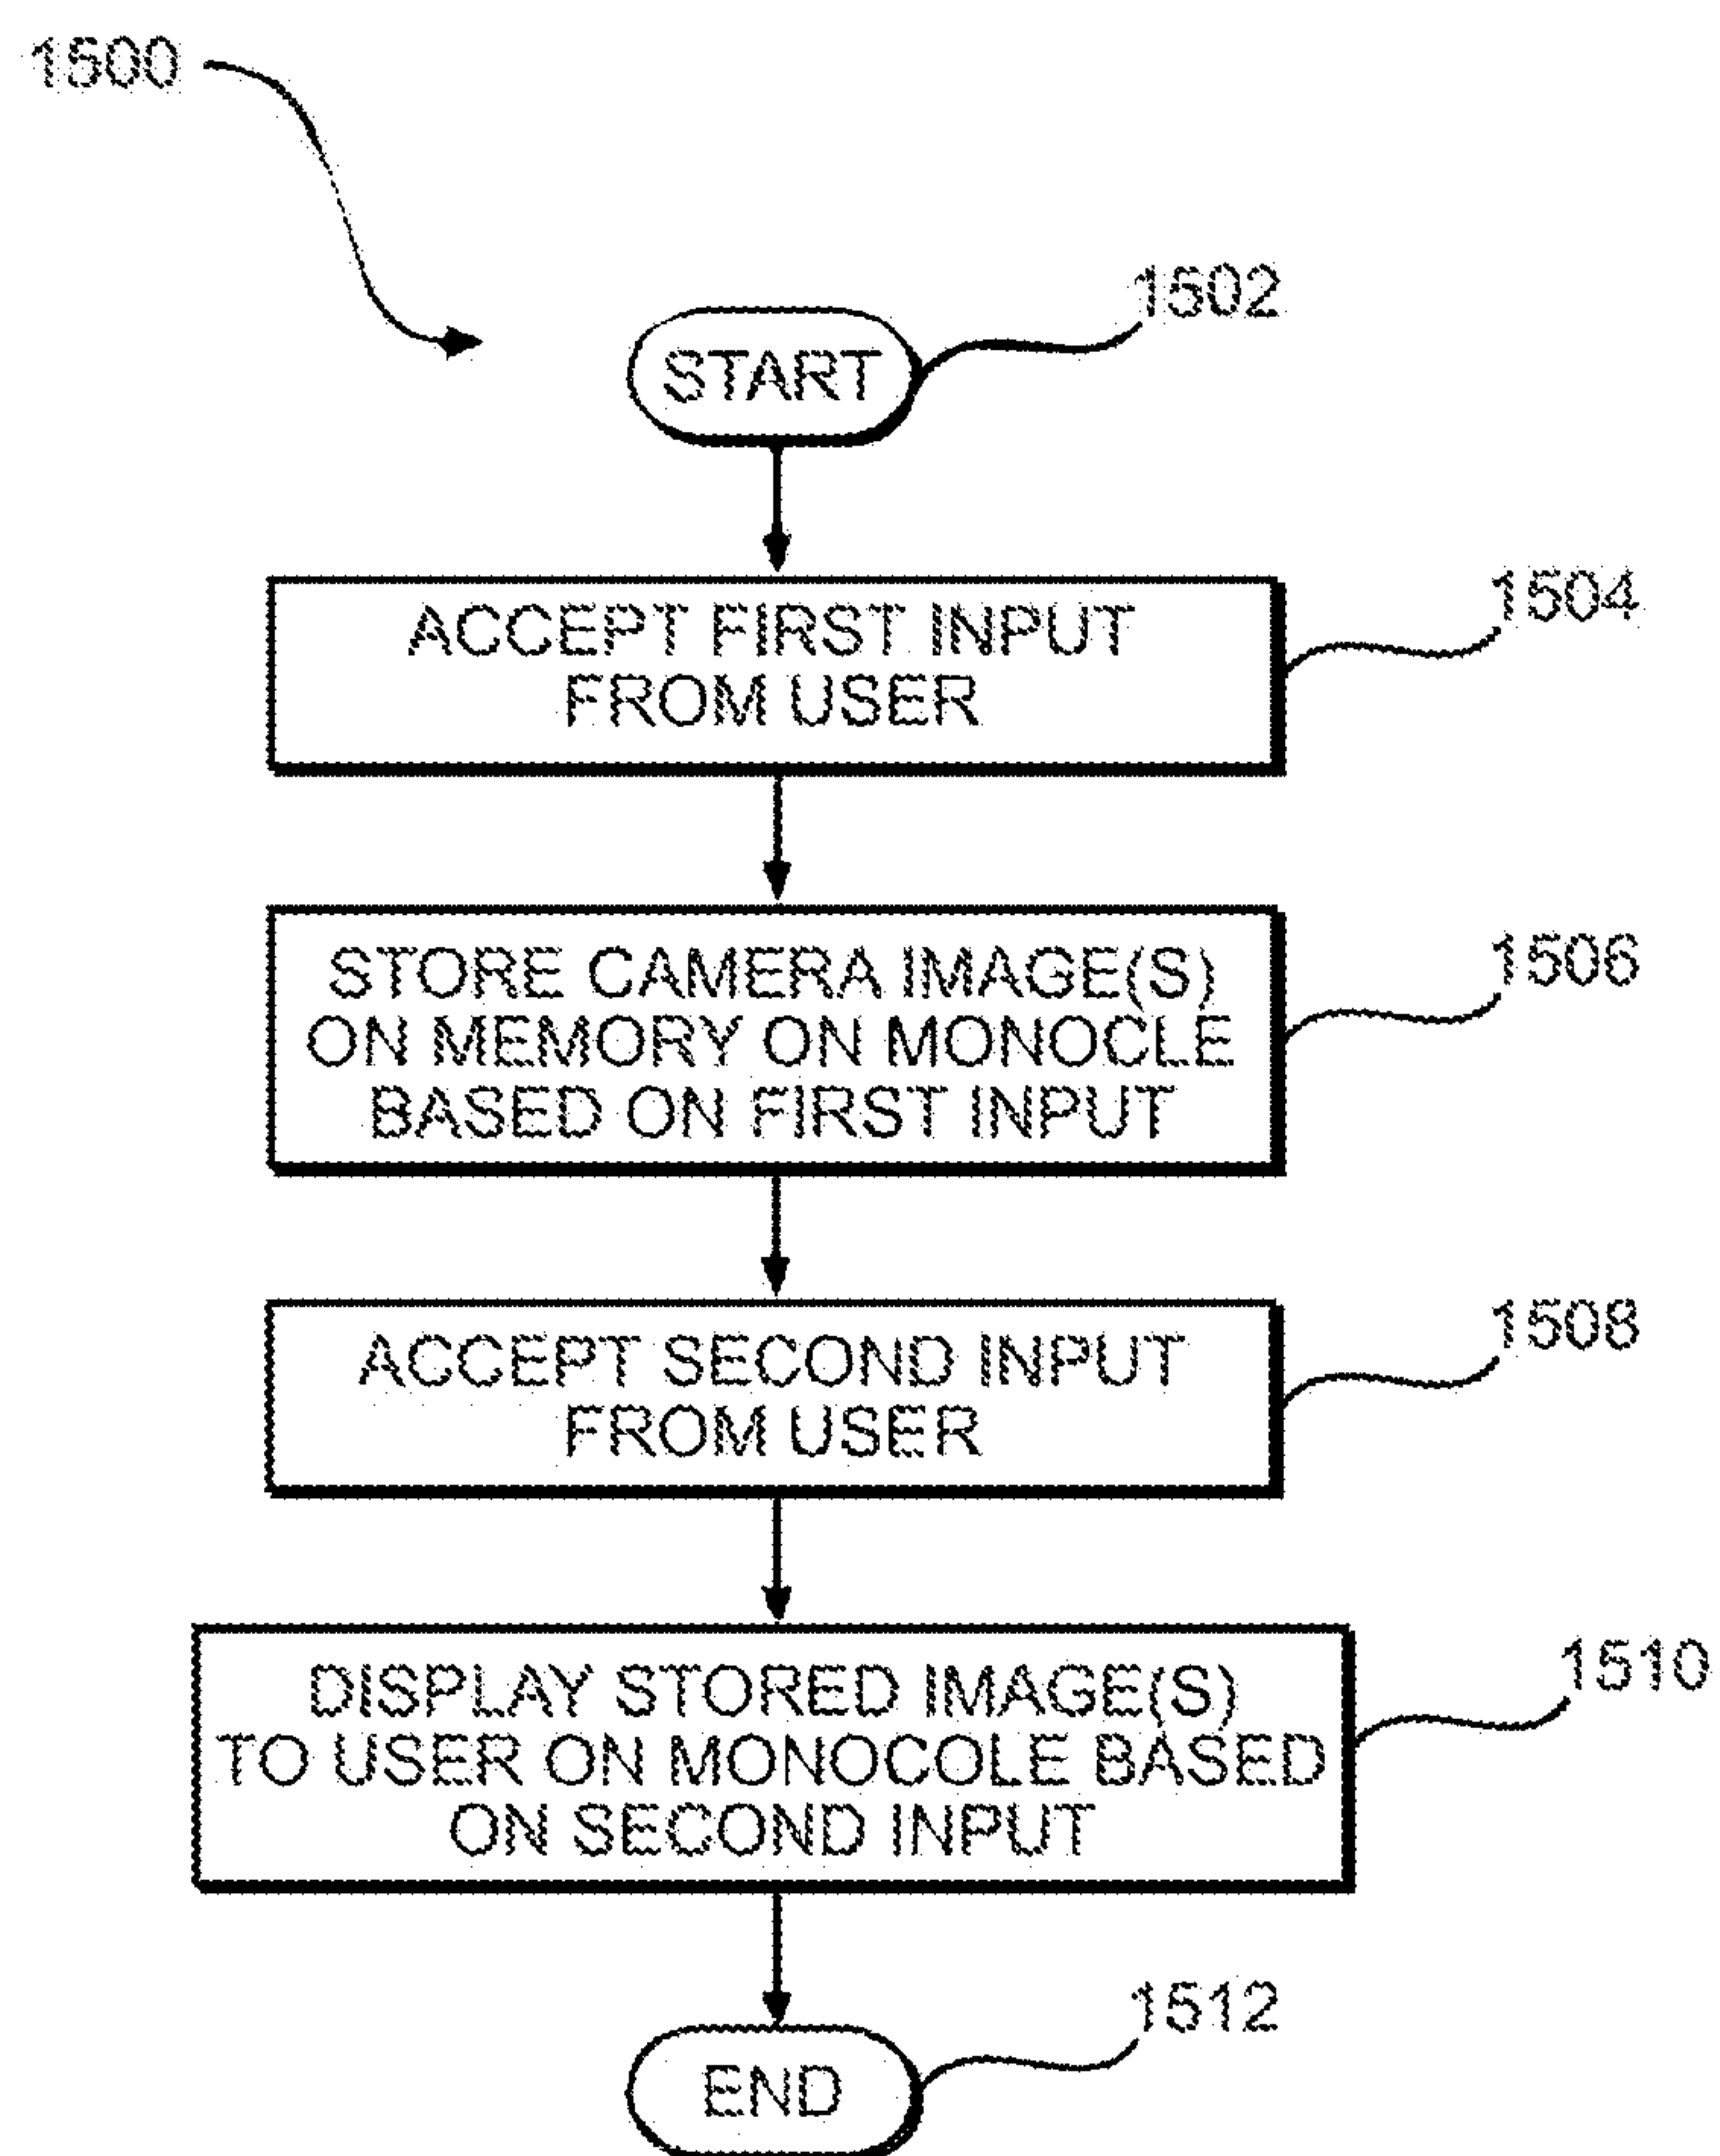 1500
1502
START
1504
ACCEPT FIRST INPUT
FROM USER
1506
STORE CAMERA IMAGE(S)
ON MEMORY ON MONOCLE
BASED ON FIRST INPUT
1508
ACCEPT SECOND INPUT
FROM USER
1510
DISPLAY STORED IMAGE(S)
TO USER ON MONOCOLE BASED
ON SECOND INPUT
1512
END